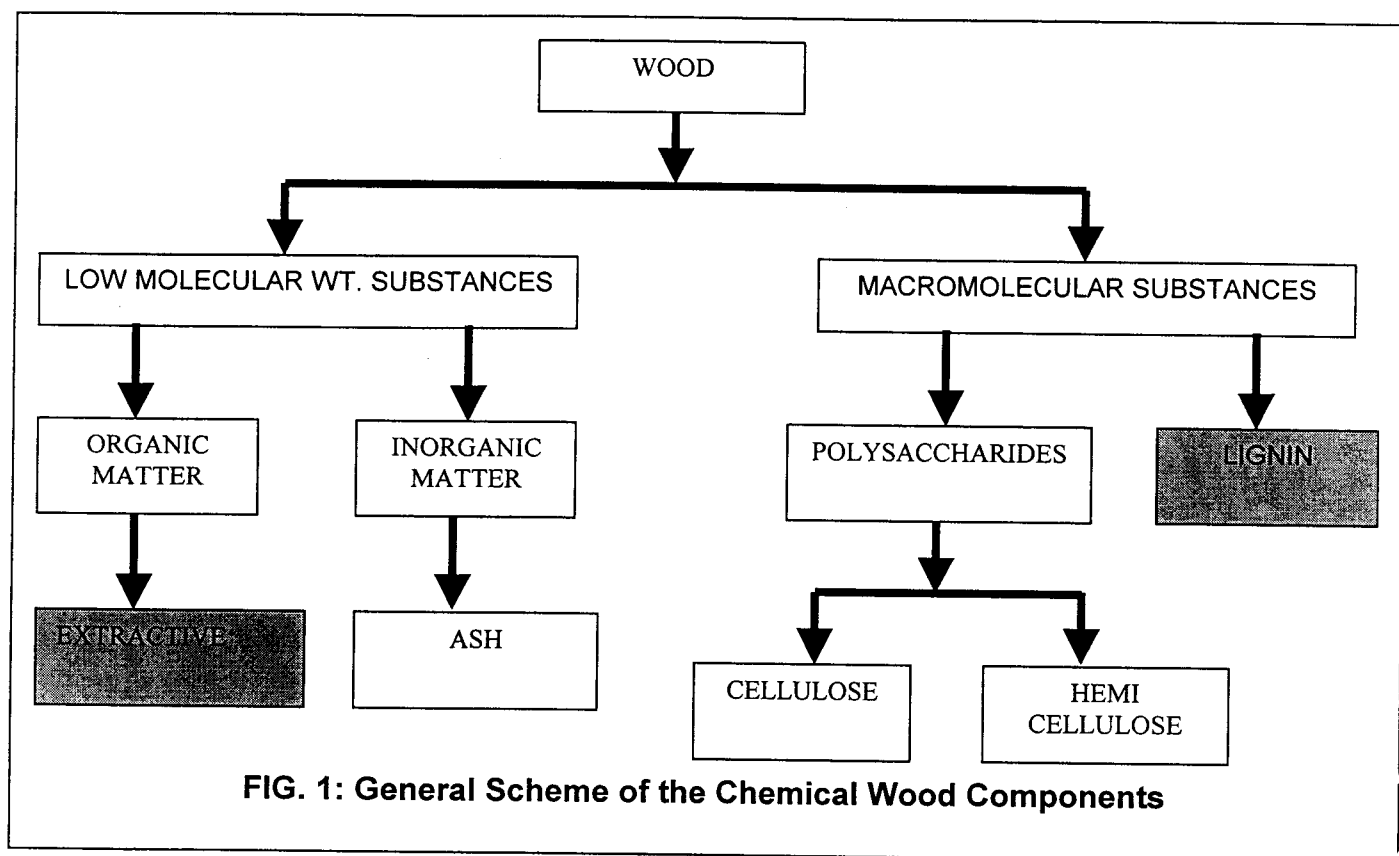 WOOD
LOW MOLECULAR WT. SUBSTANCES
MACROMOLECULAR SUBSTANCES
ORGANIC
MATTER
INORGANIC
MATTER
POLYSACCHARIDES
LIGNIN
EXTRACTIVE
ASH
CELLULOSE
HEMI
CELLULOSE
FIG. 1: General Scheme of the Chemical Wood Components